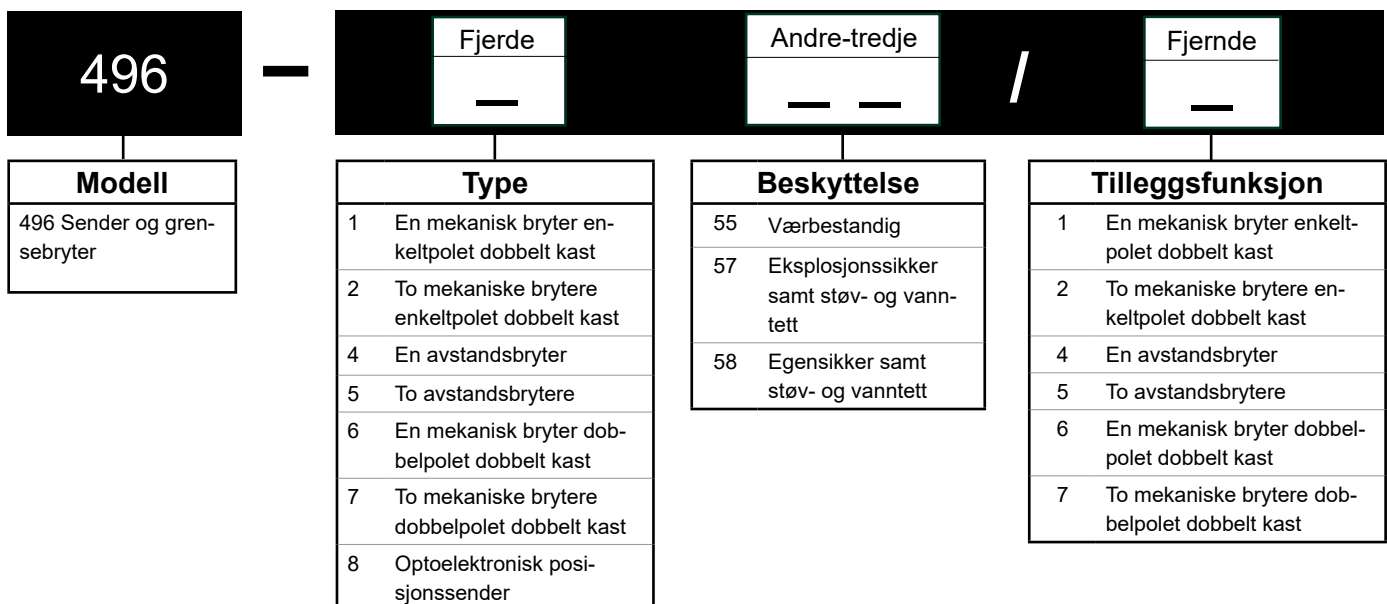 496
–
Fjerde
_
Andre-tredje
_ _
/
Fjernde
_
Modell
496 Sender og gren-
sebryter
Type
1 En mekanisk bryter en-
keltpolet dobbelt kast
2 To mekaniske brytere
enkeltpolet dobbelt kast
4 En avstandsbryter
5 To avstandsbrytere
6 En mekanisk bryter dob-
belpolet dobbelt kast
7 To mekaniske brytere
dobbelpolet dobbelt kast
8 Optoelektronisk posi-
sjonssender
Beskyttelse
55 Værbestandig
57 Eksplosjonssikker
samt støv- og vann-
tett
58 Egensikker samt
støv- og vanntett
Tilleggsfunksjon
1 En mekanisk bryter enkelt-
polet dobbelt kast
2 To mekaniske brytere en-
keltpolet dobbelt kast
4 En avstandsbryter
5 To avstandsbrytere
6 En mekanisk bryter dobbel-
polet dobbelt kast
7 To mekaniske brytere dob-
belpolet dobbelt kast